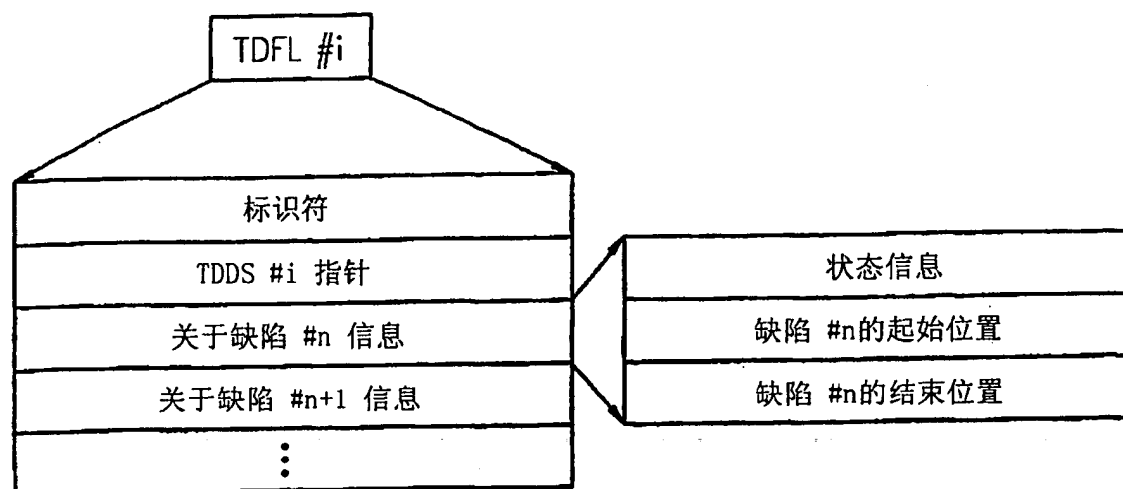 TDFL #i
标识符
TDDS #i 指针
关于缺陷 #n 信息
关于缺陷 #n+1 信息
⋮
状态信息
缺陷 #n的起始位置
缺陷 #n的结束位置